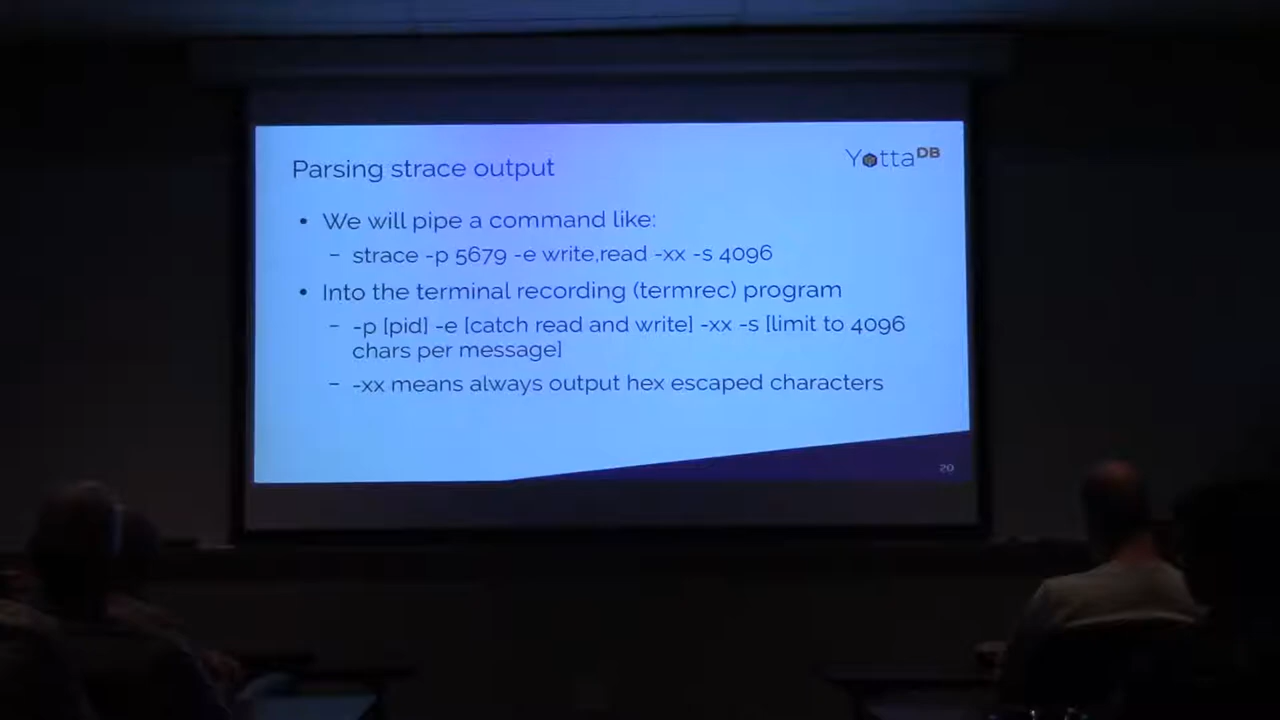 Parsing strace output
YottaDB
• We will pipe a command like:
– strace -p 5679 -e write,read -xx -s 4096
• Into the terminal recording (termrec) program
– -p [pid] -e [catch read and write] -xx -s [limit to 4096
chars per message]
– -xx means always output hex escaped characters
20